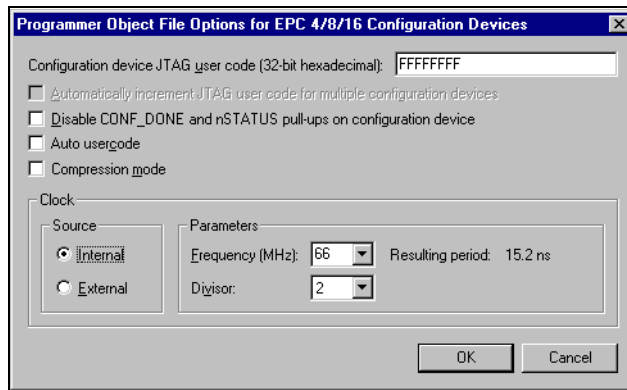 Programmer Object File Options for EPC 4/8/16 Configuration Devices
Configuration device JTAG user code (32-bit hexadecimal): FFFFFFFF
Automatically increment JTAG user code for multiple configuration devices
Disable CONF_DONE and nSTATUS pull-ups on configuration device
Auto usercode
Compression mode
Clock
Source
Parameters
Internal
Frequency (MHz): 66 Resulting period: 15.2 ns
External
Divisor: 2
OK Cancel